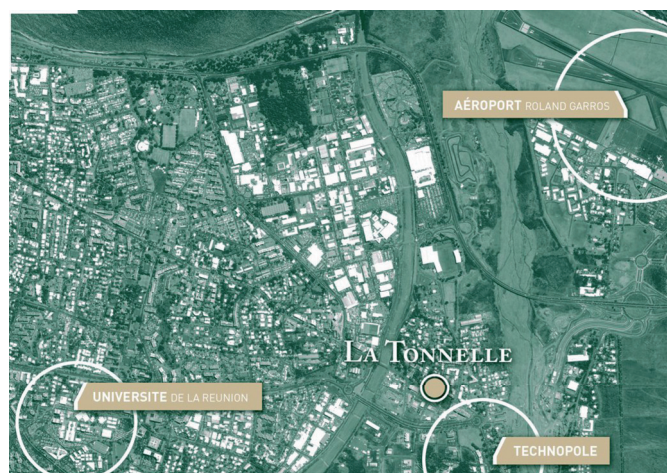 AÉROPORT ROLAND GARROS
LA TONNELLE
UNIVERSITE DE LA REUNION
TECHNOPOLE